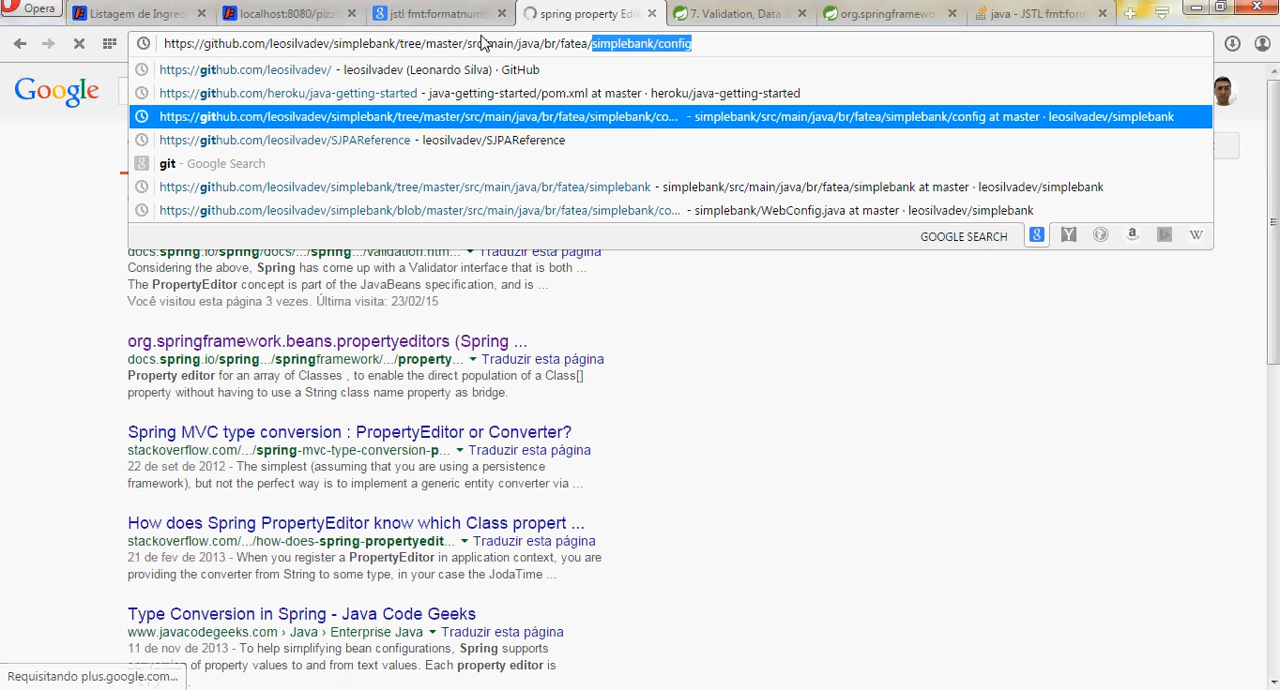 Opera
Listagem de Ingred
localhost:8080/pizz
jstl fmt:formatnum
spring property Edi
7. Validation, Data
org.springframewo
java - JSTL fmt:for
https://github.com/leosilvadev/simplebank/tree/master/src/main/java/br/fatea/simplebank/config
https://github.com/leosilvadev/ - leosilvadev (Leonardo Silva) · GitHub
https://github.com/heroku/java-getting-started - java-getting-started/pom.xml at master · heroku/java-getting-started
https://github.com/leosilvadev/simplebank/tree/master/src/main/java/br/fatea/simplebank/co... - simplebank/src/main/java/br/fatea/simplebank/config at master · leosilvadev/simplebank
https://github.com/leosilvadev/SJPAReference - leosilvadev/SJPAReference
git - Google Search
https://github.com/leosilvadev/simplebank/tree/master/src/main/java/br/fatea/simplebank - simplebank/src/main/java/br/fatea/simplebank at master · leosilvadev/simplebank
https://github.com/leosilvadev/simplebank/blob/master/src/main/java/br/fatea/simplebank/co... - simplebank/WebConfig.java at master · leosilvadev/simplebank
GOOGLE SEARCH
Google
docs.spring.io/spring/docs/.../spring.../validation.htm...  Traduzir esta página
Considering the above, Spring has come up with a Validator interface that is both ...
The PropertyEditor concept is part of the JavaBeans specification, and is ...
Você visitou esta página 3 vezes. Última visita: 23/02/15
org.springframework.beans.propertyeditors (Spring ...
docs.spring.io/spring.../springframework/.../property... Traduzir esta página
Property editor for an array of Classes , to enable the direct population of a Class[]
property without having to use a String class name property as bridge.
Spring MVC type conversion : PropertyEditor or Converter?
stackoverflow.com/.../spring-mvc-type-conversion-p... Traduzir esta página
22 de set de 2012 - The simplest (assuming that you are using a persistence
framework), but not the perfect way is to implement a generic entity converter via ...
How does Spring PropertyEditor know which Class propert ...
stackoverflow.com/.../how-does-spring-propertyedit... Traduzir esta página
21 de fev de 2013 - When you register a PropertyEditor in application context, you are
providing the converter from String to some type, in your case the JodaTime ...
Type Conversion in Spring - Java Code Geeks
www.javacodegeeks.com › Java › Enterprise Java Traduzir esta página
11 de nov de 2013 - To help simplifying bean configurations, Spring supports
conversion of property values to and from text values. Each property editor is
Requisitando plus.google.com...